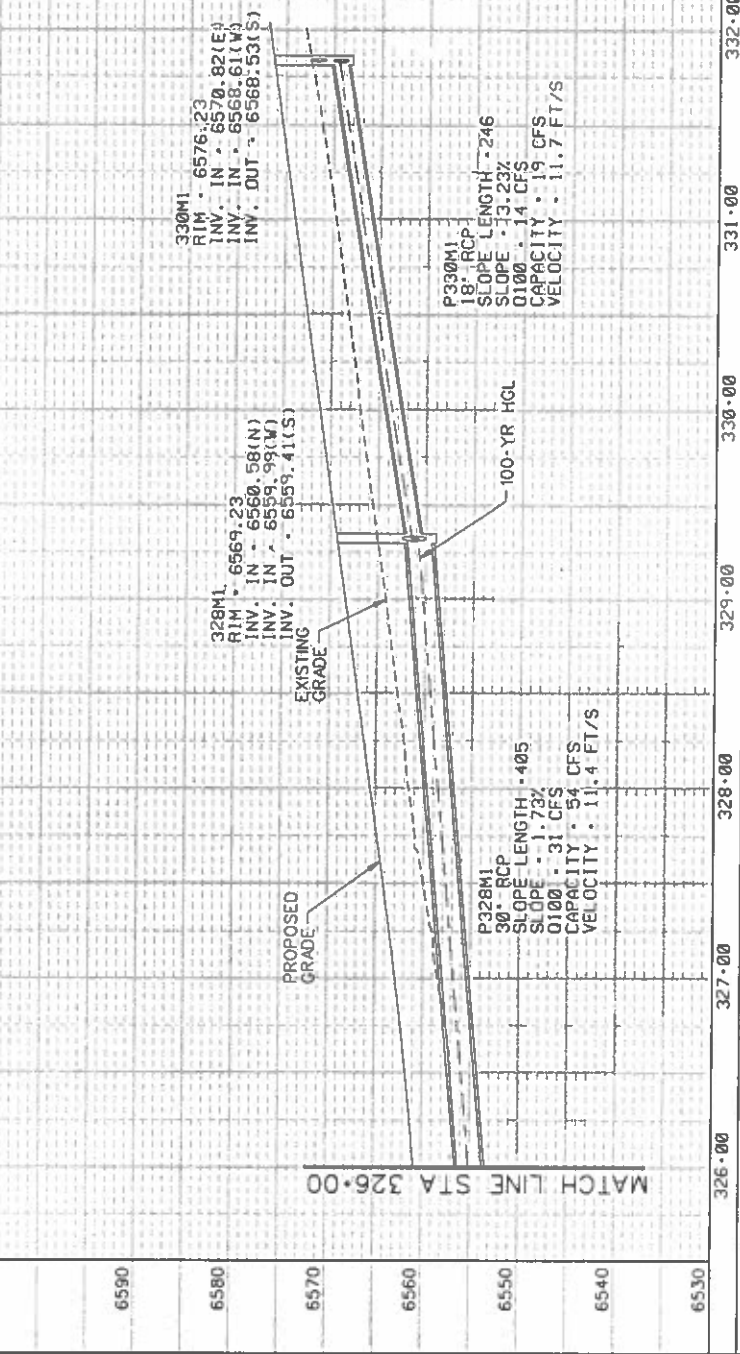 330M1
RIM = 6576.23
INV. IN = 6570.82(E)
INV. IN = 6568.61(W)
INV. OUT = 6568.53(S)
328M1
RIM = 6569.23
INV. IN = 6560.58(N)
INV. IN = 6559.99(W)
INV. OUT = 6559.41(S)
EXISTING
GRADE
PROPOSED
GRADE
P330M1
18" RCP
SLOPE LENGTH = 246
SLOPE = 3.23%
Q100 = 14 CFS
CAPACITY = 19 CFS
VELOCITY = 11.7 FT/S
100-YR HGL
P328M1
30" RCP
SLOPE LENGTH = 405
SLOPE = 1.73%
Q100 = 31 CFS
CAPACITY = 54 CFS
VELOCITY = 11.4 FT/S
MATCH LINE STA 326+00
6590
6580
6570
6560
6550
6540
6530
326+00
327+00
328+00
329+00
330+00
331+00
332+00